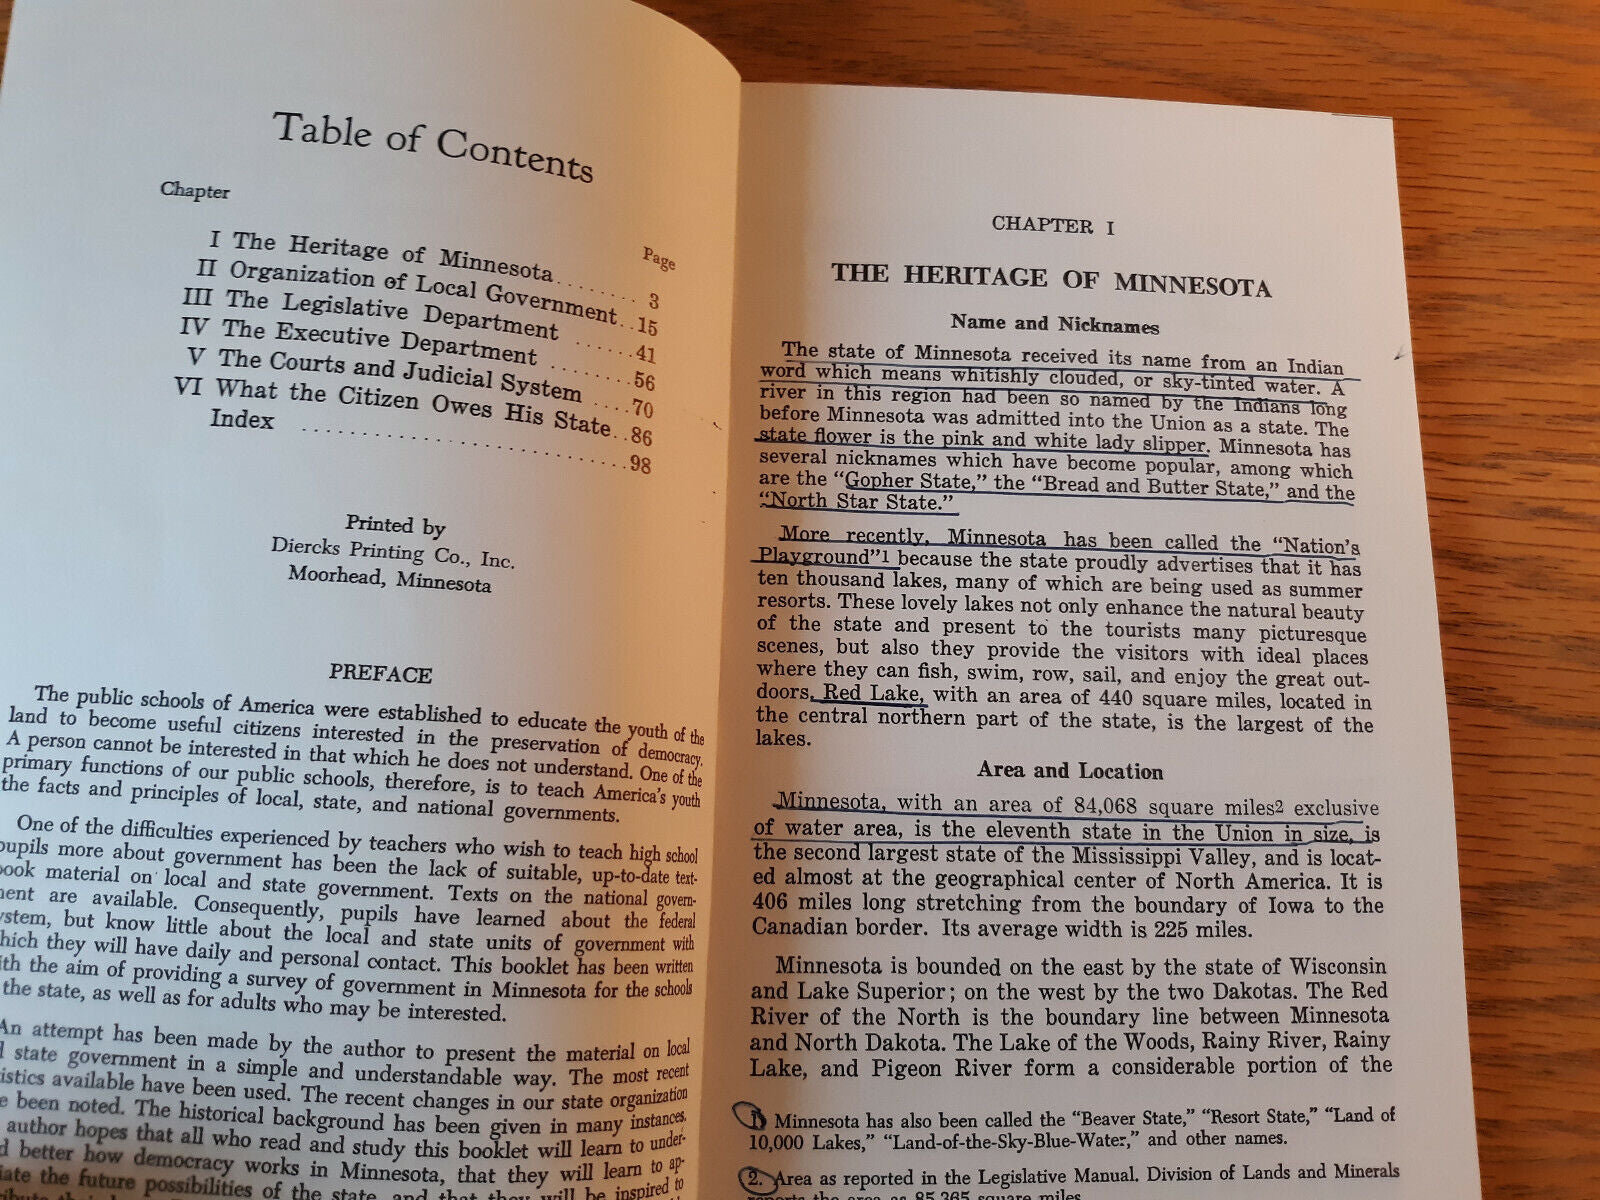 Table of Contents
Chapter
Page
I The Heritage of Minnesota........ 3
II Organization of Local Government..15
III The Legislative Department ......41
IV The Executive Department ........56
V The Courts and Judicial System ....70
VI What the Citizen Owes His State..86
Index ...........................98
Printed by
Diercks Printing Co., Inc.
Moorhead, Minnesota
PREFACE
The public schools of America were established to educate the youth of the
land to become useful citizens interested in the preservation of democracy.
A person cannot be interested in that which he does not understand. One of the
primary functions of our public schools, therefore, is to teach America's youth
the facts and principles of local, state, and national governments.
One of the difficulties experienced by teachers who wish to teach high school
pupils more about government has been the lack of suitable, up-to-date text-
book material on local and state government. Texts on the national govern-
ment are available. Consequently, pupils have learned about the federal
system, but know little about the local and state units of government with
which they will have daily and personal contact. This booklet has been written
with the aim of providing a survey of government in Minnesota for the schools
the state, as well as for adults who may be interested.
An attempt has been made by the author to present the material on local
state government in a simple and understandable way. The most recent
available have been used. The recent changes in our state organization
been noted. The historical background has been given in many instances.
author hopes that all who read and study this booklet will learn to under-
better how democracy works in Minnesota, that they will learn to ap-
the future possibilities of the state, and that they will be inspired to
CHAPTER I
THE HERITAGE OF MINNESOTA
Name and Nicknames
The state of Minnesota received its name from an Indian
word which means whitishly clouded, or sky-tinted water. A
river in this region had been so named by the Indians long
before Minnesota was admitted into the Union as a state. The
state flower is the pink and white lady slipper. Minnesota has
several nicknames which have become popular, among which
are the "Gopher State," the "Bread and Butter State," and the
"North Star State."
More recently, Minnesota has been called the "Nation's
Playground"1 because the state proudly advertises that it has
ten thousand lakes, many of which are being used as summer
resorts. These lovely lakes not only enhance the natural beauty
of the state and present to the tourists many picturesque
scenes, but also they provide the visitors with ideal places
where they can fish, swim, row, sail, and enjoy the great out-
doors. Red Lake, with an area of 440 square miles, located in
the central northern part of the state, is the largest of the
lakes.
Area and Location
Minnesota, with an area of 84,068 square miles2 exclusive
of water area, is the eleventh state in the Union in size, is
the second largest state of the Mississippi Valley, and is locat-
ed almost at the geographical center of North America. It is
406 miles long stretching from the boundary of Iowa to the
Canadian border. Its average width is 225 miles.
Minnesota is bounded on the east by the state of Wisconsin
and Lake Superior; on the west by the two Dakotas. The Red
River of the North is the boundary line between Minnesota
and North Dakota. The Lake of the Woods, Rainy River, Rainy
Lake, and Pigeon River form a considerable portion of the
1. Minnesota has also been called the "Beaver State," "Resort State," "Land of
10,000 Lakes," "Land-of-the-Sky-Blue-Water," and other names.
2. Area as reported in the Legislative Manual. Division of Lands and Minerals
reports the area as 85,365 square miles.